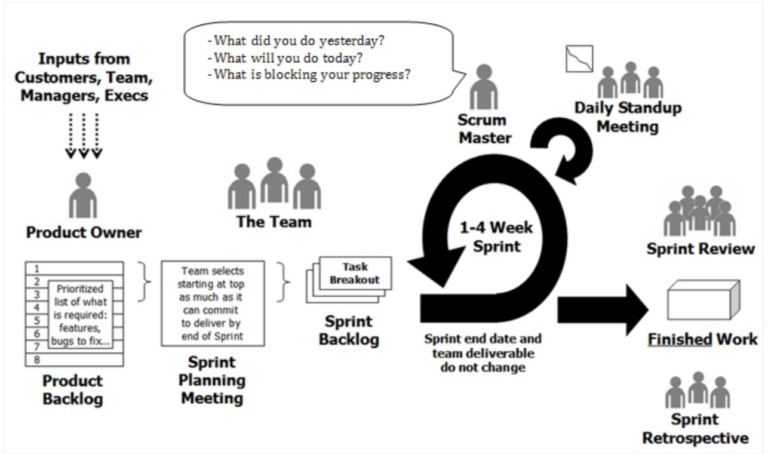 Inputs from
Customers, Team,
Managers, Execs
- What did you do yesterday?
- What will you do today?
- What is blocking your progress?
Scrum
Master
Daily Standup
Meeting
Product Owner
The Team
1-4 Week
Sprint
Sprint Review
1
2
3
4
5
6
7
8
Prioritized
list of what
is required:
features,
bugs to fix...
Product
Backlog
Team selects
starting at top
as much as it
can commit
to deliver by
end of Sprint
Sprint
Planning
Meeting
Task
Breakout
Sprint
Backlog
Sprint end date and
team deliverable
do not change
Finished Work
Sprint
Retrospective